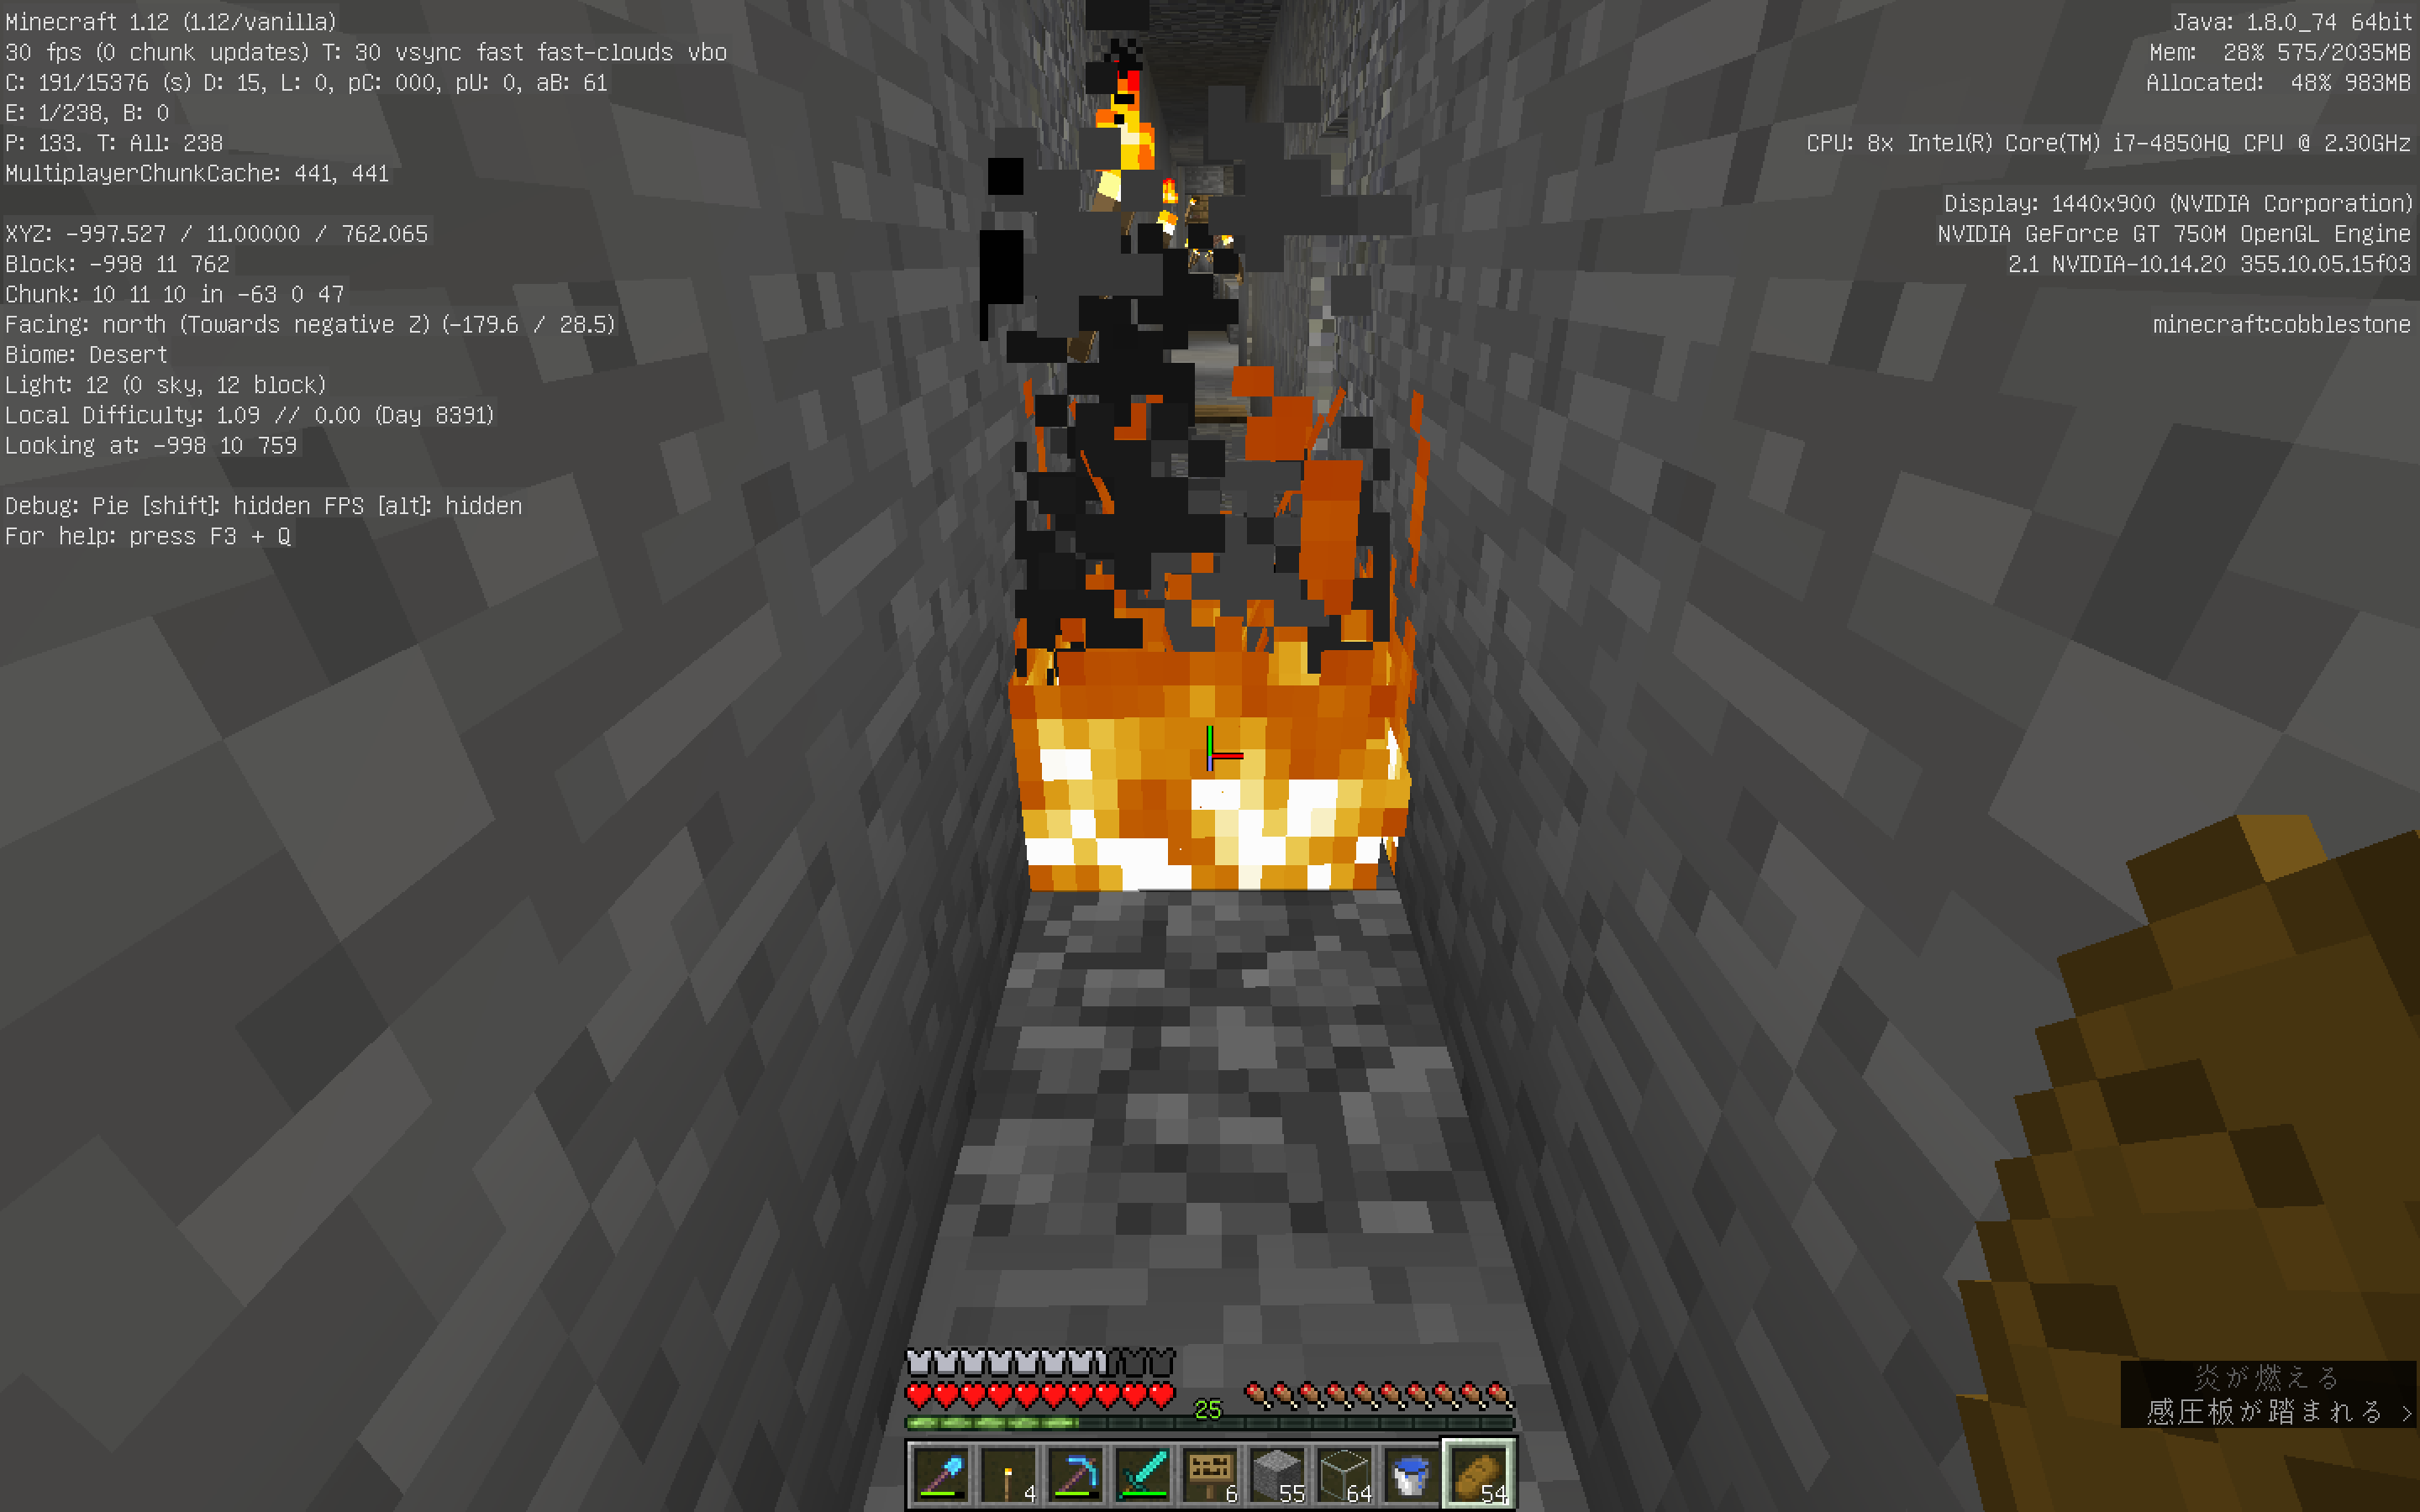 Minecraft 1.12 (1.12/vanilla)
30 fps (0 chunk updates) T: 30 vsync fast fast-clouds vbo
C: 191/15376 (s) D: 15, L: 0, pC: 000, pU: 0, aB: 61
E: 1/238, B: 0
P: 133. T: All: 238
MultiplayerChunkCache: 441, 441
XYZ: -997.527 / 11.00000 / 762.065
Block: -998 11 762
Chunk: 10 11 10 in -63 0 47
Facing: north (Towards negative Z) (-179.6 / 28.5)
Biome: Desert
Light: 12 (0 sky, 12 block)
Local Difficulty: 1.09 // 0.00 (Day 8391)
Looking at: -998 10 759
Debug: Pie [shift]: hidden FPS [alt]: hidden
For help: press F3 + Q
Java: 1.8.0_74 64bit
Mem: 28% 575/2035MB
Allocated: 48% 983MB
CPU: 8x Intel(R) Core(TM) i7-4850HQ CPU @ 2.30GHz
Display: 1440x900 (NVIDIA Corporation)
NVIDIA GeForce GT 750M OpenGL Engine
2.1 NVIDIA-10.14.20 355.10.05.15f03
minecraft:cobblestone
炎が燃える
感圧板が踏まれる >
25
4 6 55 64 54